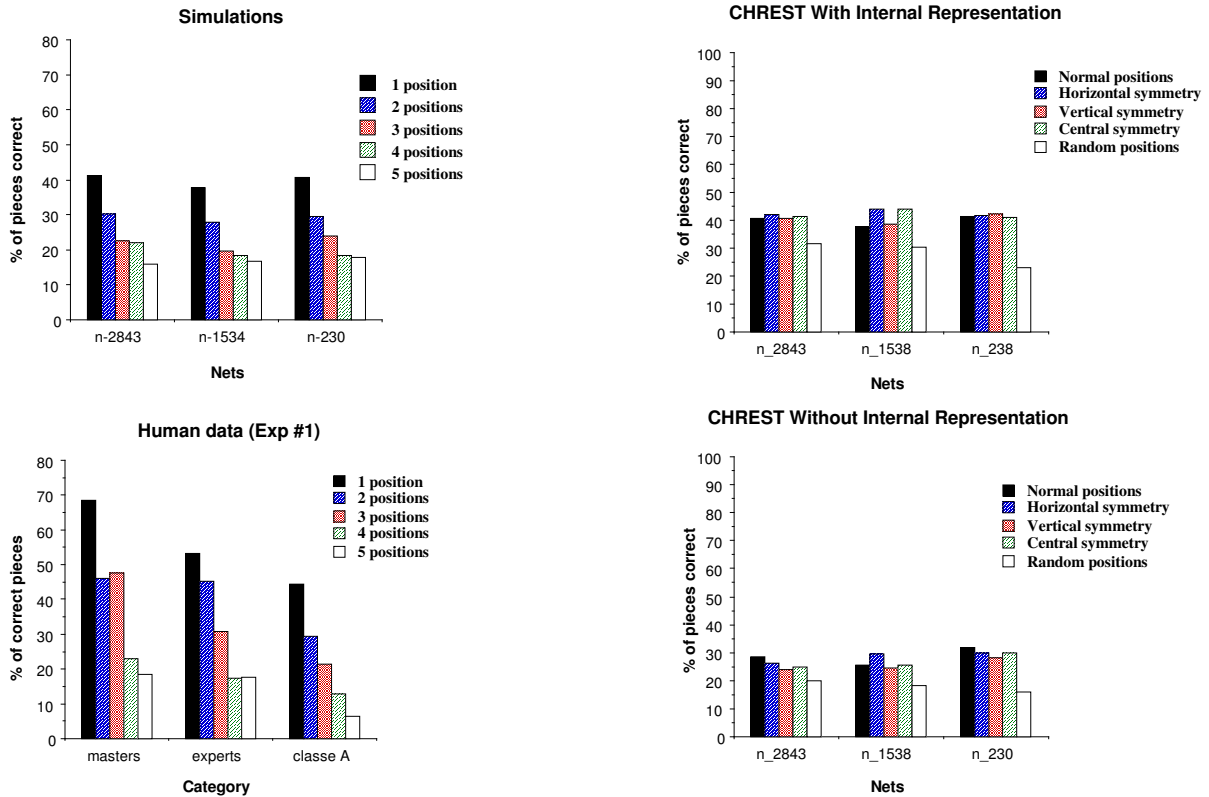 Simulations
% of pieces correct
80
70
60
50
40
30
20
10
0
1 position
2 positions
3 positions
4 positions
5 positions
n-2843 n-1534 n-230
Nets
CHREST With Internal Representation
% of pieces correct
100
90
80
70
60
50
40
30
20
10
0
Normal positions
Horizontal symmetry
Vertical symmetry
Central symmetry
Random positions
n_2843 n_1538 n_238
Nets
Human data (Exp #1)
% of correct pieces
80
70
60
50
40
30
20
10
0
1 position
2 positions
3 positions
4 positions
5 positions
masters experts classe A
Category
CHREST Without Internal Representation
% of pieces correct
100
90
80
70
60
50
40
30
20
10
0
Normal positions
Horizontal symmetry
Vertical symmetry
Central symmetry
Random positions
n_2843 n_1538 n_230
Nets